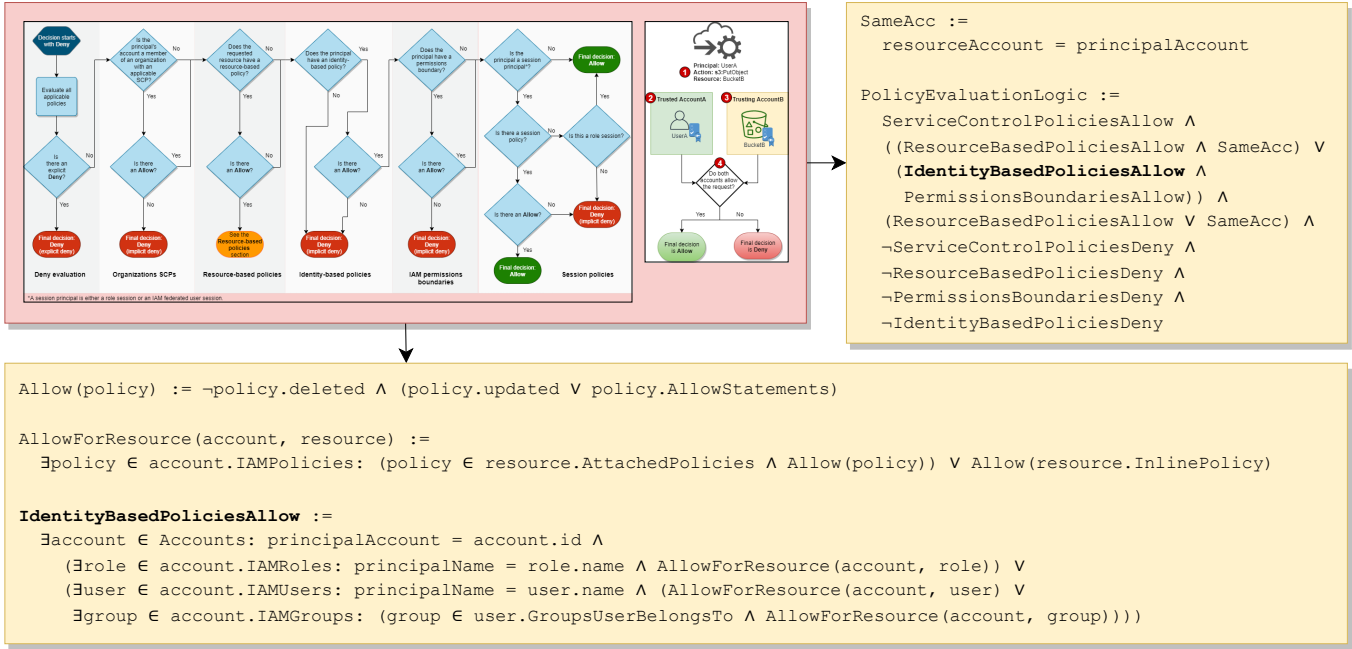 Decision starts
with Deny
Evaluate all
applicable
policies
Is
there an
explicit
Deny?
No
Yes
Final decision:
Deny
(implicit deny)
Deny evaluation
Is the
principal's
account a member
of an organization
with an
applicable
SCP?
No
Yes
Is there
an Allow?
Yes
No
Final decision:
Deny
(implicit deny)
Organizations SCPs
Does the
requested
resource have a
resource-based
policy?
No
Yes
Is there
an Allow?
No
Yes
See the
Resource-based
policies
section
Resource-based policies
Does the principal
have an identity-
based policy?
Yes
No
Is there
an Allow?
Yes
No
Final decision:
Deny
(implicit deny)
Identity-based policies
Does the
principal have a
permissions
boundary?
No
Yes
Is there
an Allow?
Yes
No
Final decision:
Deny
(implicit deny)
IAM permissions
boundaries
Is the
principal a session
principal*?
No
Yes
Final decision:
Allow
Is there a session
policy?
No
Yes
Is this a role session?
Yes
No
Is there an Allow?
No
Yes
Final decision:
Deny
(implicit deny)
Final decision:
Allow
Session policies
*A session principal is either a role session or an IAM federated user session.
1
Principal: UserA
Action: s3:PutObject
Resource: BucketB
2 Trusted AccountA
UserA
3 Trusting AccountB
BucketB
4
Do both
accounts allow
the request?
Yes
No
Final decision
is Allow
Final decision
is Deny
SameAcc :=
resourceAccount = principalAccount
PolicyEvaluationLogic :=
ServiceControlPoliciesAllow ∧
((ResourceBasedPoliciesAllow ∧ SameAcc) ∨
(IdentityBasedPoliciesAllow ∧
PermissionsBoundariesAllow)) ∧
(ResourceBasedPoliciesAllow ∨ SameAcc) ∧
¬ServiceControlPoliciesDeny ∧
¬ResourceBasedPoliciesDeny ∧
¬PermissionsBoundariesDeny ∧
¬IdentityBasedPoliciesDeny
Allow(policy) := ¬policy.deleted ∧ (policy.updated ∨ policy.AllowStatements)
AllowForResource(account, resource) :=
∃policy ∈ account.IAMPolicies: (policy ∈ resource.AttachedPolicies ∧ Allow(policy)) ∨ Allow(resource.InlinePolicy)
IdentityBasedPoliciesAllow :=
∃account ∈ Accounts: principalAccount = account.id ∧
(∃role ∈ account.IAMRoles: principalName = role.name ∧ AllowForResource(account, role)) ∨
(∃user ∈ account.IAMUsers: principalName = user.name ∧ (AllowForResource(account, user) ∨
∃group ∈ account.IAMGroups: (group ∈ user.GroupsUserBelongsTo ∧ AllowForResource(account, group))))